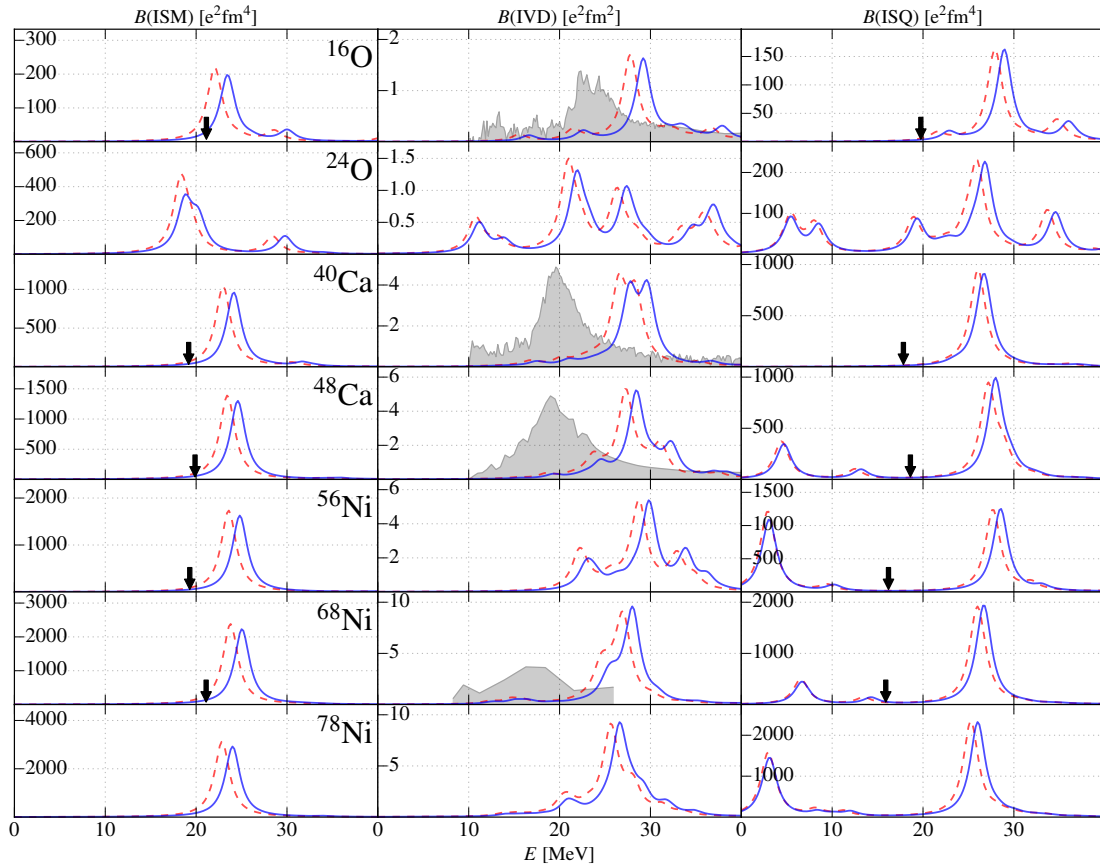 B(ISM) [e²fm⁴] B(IVD) [e²fm²] B(ISQ) [e²fm⁴]
300 200 100 ¹⁶O 2 1 150 100 50
600 400 200 ²⁴O 1.5 1.0 0.5 200 100
1000 500 ⁴⁰Ca 4 2 1000 500
1500 1000 500 ⁴⁸Ca 6 4 2 1000 500
2000 1000 ⁵⁶Ni 6 4 2 1500 1000 500
3000 2000 1000 ⁶⁸Ni 10 5 2000 1000
4000 2000 ⁷⁸Ni 10 5 2000 1000
0 20 30 0 20 30 0 10 20 30
E [MeV]